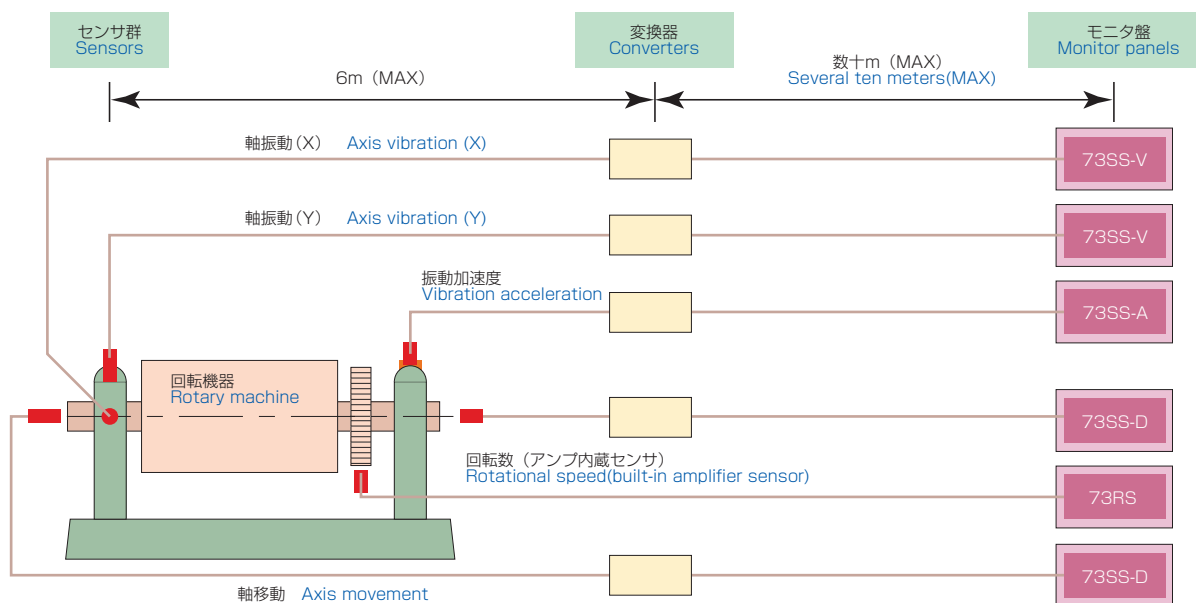 センサ群
Sensors
変換器
Converters
モニタ盤
Monitor panels
6m（MAX）
数十m（MAX）
Several ten meters(MAX)
軸振動（X） Axis vibration (X)
73SS-V
軸振動（Y） Axis vibration (Y)
73SS-V
振動加速度
Vibration acceleration
73SS-A
回転機器
Rotary machine
73SS-D
回転数（アンプ内蔵センサ）
Rotational speed(built-in amplifier sensor)
73RS
73SS-D
軸移動 Axis movement